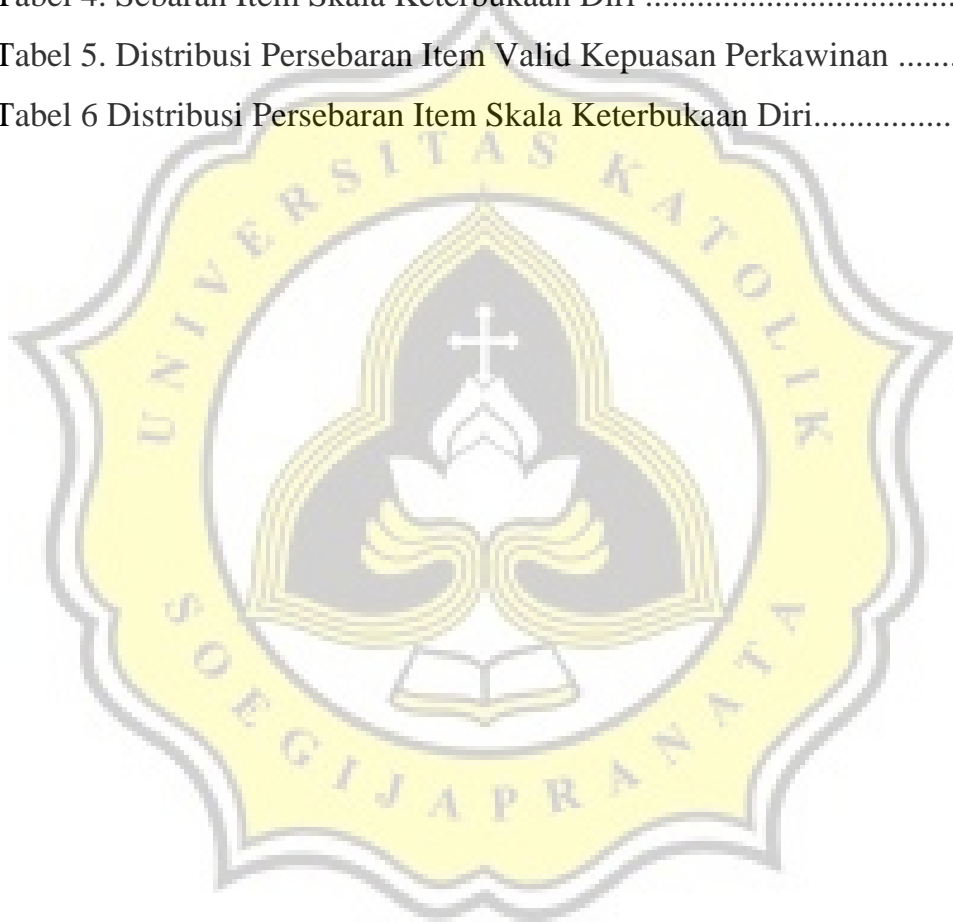 Tabel 4. Sebaran Item Skala Keterbukaan Diri ....................................
Tabel 5. Distribusi Persebaran Item Valid Kepuasan Perkawinan .......
Tabel 6 Distribusi Persebaran Item Skala Keterbukaan Diri................
UNIVERSITAS KATOLIK
SOEGIJAPRANATA